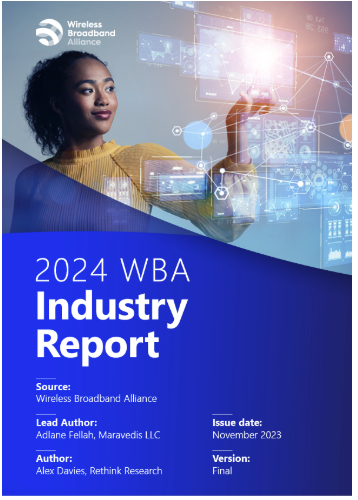 Wireless
Broadband
Alliance
2024 WBA
Industry
Report
Source:
Wireless Broadband Alliance
Lead Author:
Adlane Fellah, Maravedis LLC
Issue date:
November 2023
Author:
Alex Davies, Rethink Research
Version:
Final